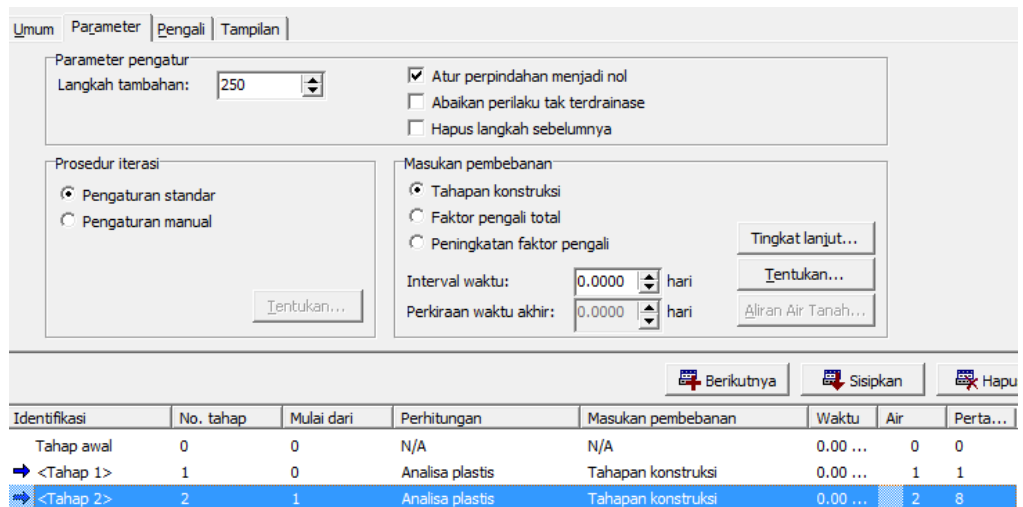 Umum Parameter Pengali Tampilan
Parameter pengatur
Langkah tambahan: 250
Atur perpindahan menjadi nol
Abaikan perilaku tak terdrainase
Hapus langkah sebelumnya
Prosedur iterasi
Pengaturan standar
Pengaturan manual
Tentukan...
Masukan pembebanan
Tahapan konstruksi
Faktor pengali total
Peningkatan faktor pengali
Tingkat lanjut...
Interval waktu: 0.0000 hari
Tentukan...
Perkiraan waktu akhir: 0.0000 hari
Aliran Air Tanah...
Berikutnya Sisipkan Hapu
Identifikasi No. tahap Mulai dari Perhitungan Masukan pembebanan Waktu Air Perta...
Tahap awal 0 0 N/A N/A 0.00 ... 0 0
<Tahap 1> 1 0 Analisa plastis Tahapan konstruksi 0.00 ... 1 1
<Tahap 2> 2 1 Analisa plastis Tahapan konstruksi 0.00 ... 2 8